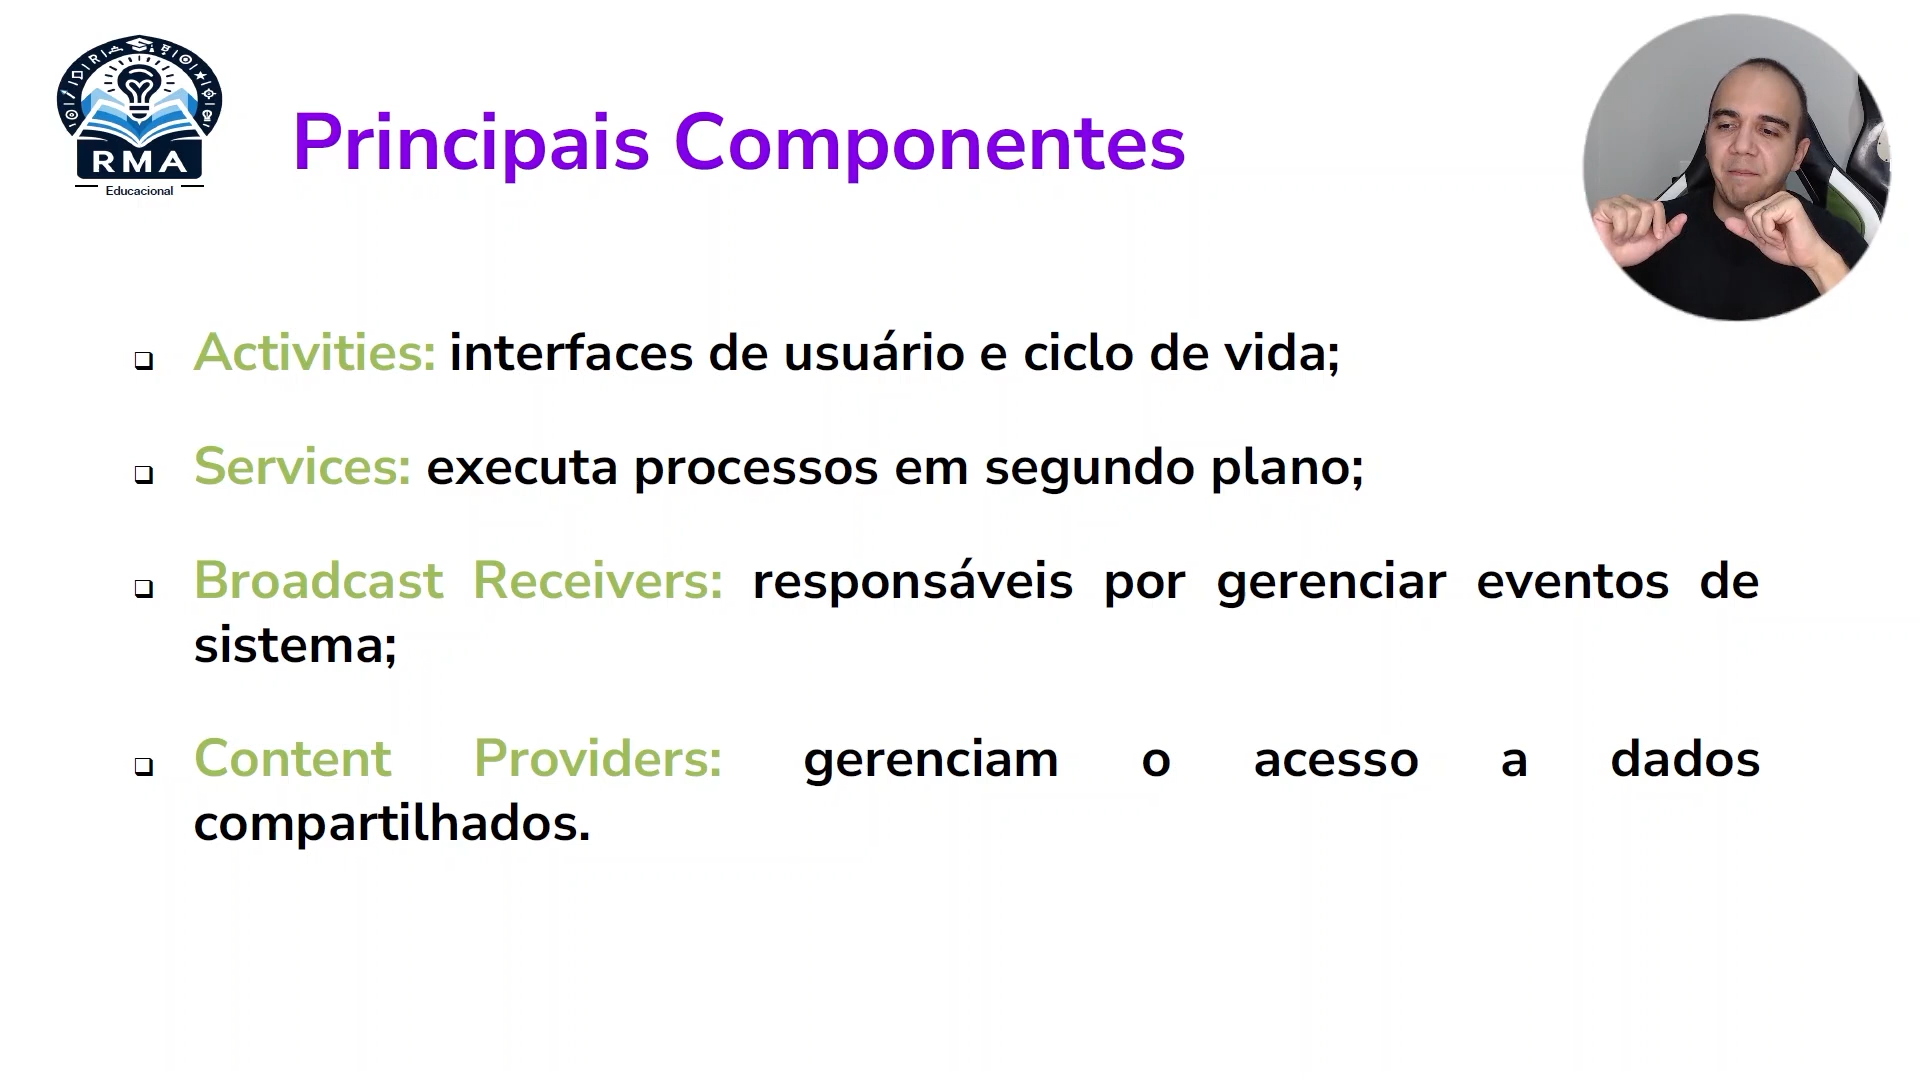 RMA
Educacional
Principais Componentes
Activities: interfaces de usuário e ciclo de vida;
Services: executa processos em segundo plano;
Broadcast Receivers: responsáveis por gerenciar eventos de
sistema;
Content Providers: gerenciam o acesso a dados
compartilhados.